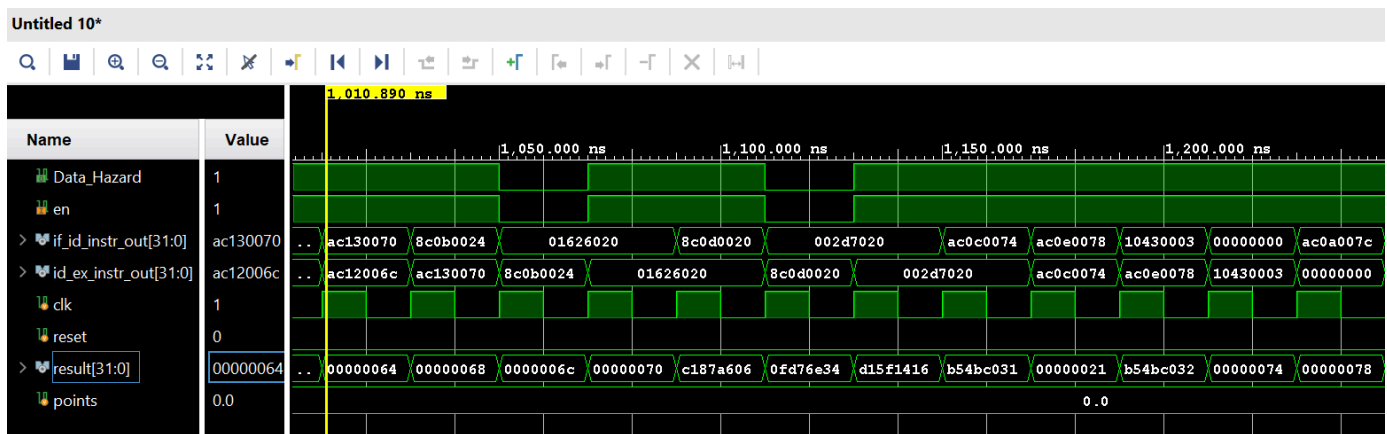 Untitled 10*
1,010.890 ns
Name Value
1,050.000 ns 1,100.000 ns 1,150.000 ns 1,200.000 ns
Data_Hazard 1
en 1
if_id_instr_out[31:0] ac130070 .. ac130070 8c0b0024 01626020 8c0d0020 002d7020 ac0c0074 ac0e0078 10430003 00000000 ac0a007c
id_ex_instr_out[31:0] ac12006c .. ac12006c ac130070 8c0b0024 01626020 8c0d0020 002d7020 ac0c0074 ac0e0078 10430003 00000000
clk 1
reset 0
result[31:0] 00000064 .. 00000064 00000068 0000006c 00000070 c187a606 0fd76e34 d15f1416 b54bc031 00000021 b54bc032 00000074 00000078
points 0.0 0.0